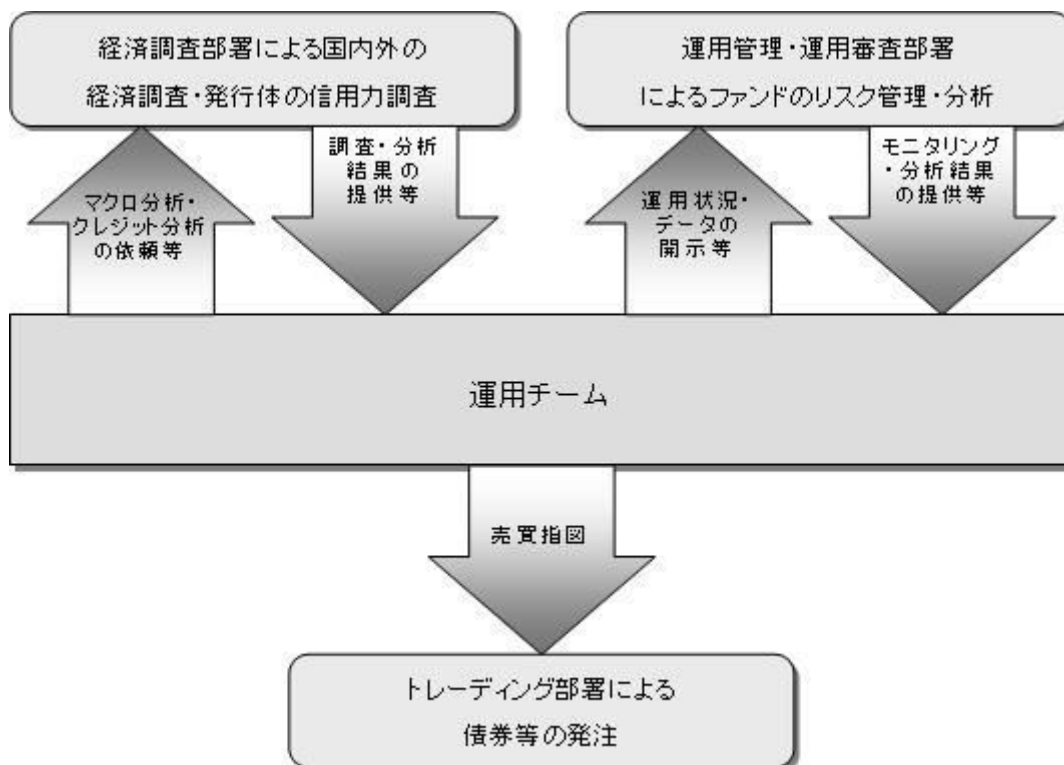 経済調査部署による国内外の
経済調査・発行体の信用力調査
運用管理・運用審査部署
によるファンドのリスク管理・分析
マクロ分析・
クレジット分析
の依頼等
調査・分析
結果の
提供等
運用状況・
データの
開示等
モニタリング
・分析結果
の提供等
運用チーム
売買指図
トレーディング部署による
債券等の発注